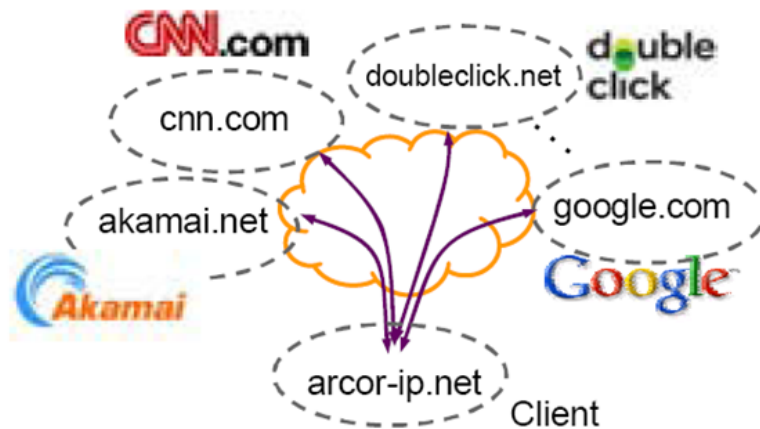 CNN.com
doubleclick.net
double
click
cnn.com
akamai.net
google.com
Akamai
Google
arcor-ip.net
Client